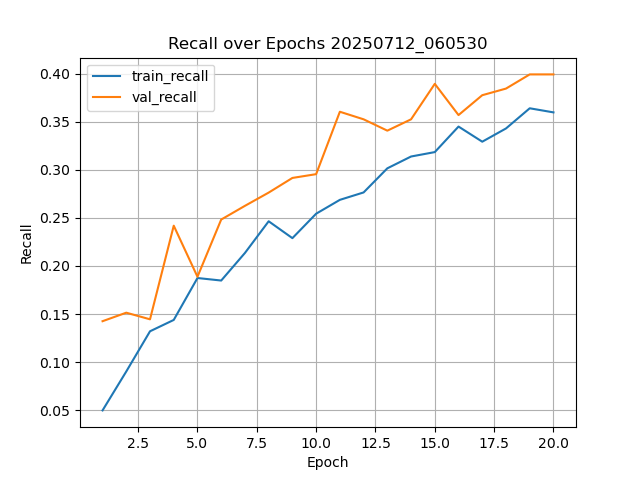 Recall over Epochs 20250712_060530
train_recall
val_recall
0.40
0.35
0.30
0.25
0.20
0.15
0.10
0.05
Recall
2.5 5.0 7.5 10.0 12.5 15.0 17.5 20.0
Epoch